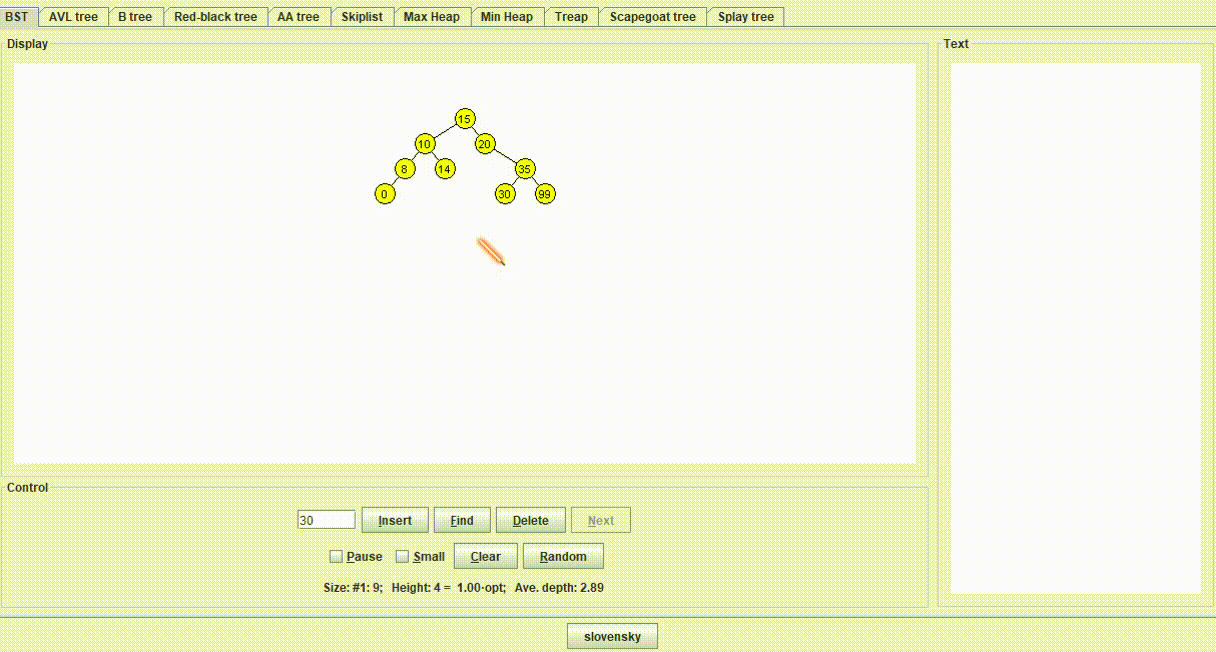 BST AVL tree B tree Red-black tree AA tree Skiplist Max Heap Min Heap Treap Scapegoat tree Splay tree
Display
Text
15
10 20
8 14 35
0 30 99
Control
30 Insert Find Delete Next
Pause Small Clear Random
Size: #1: 9; Height: 4 = 1.00·opt; Ave. depth: 2.89
slovensky